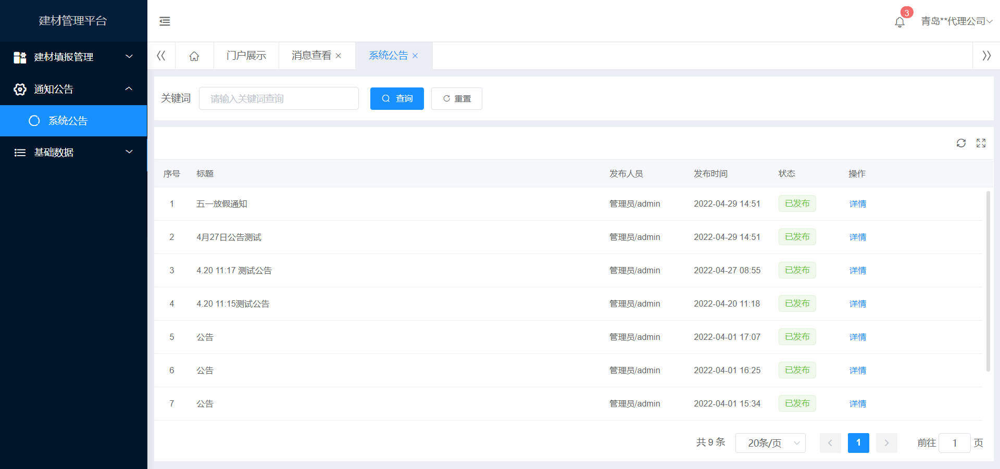 建材管理平台
3
青岛**代理公司
建材填报管理
通知公告
系统公告
基础数据
门户展示
消息查看
系统公告
关键词
请输入关键词查询
查询
重置
序号 标题 发布人员 发布时间 状态 操作
1 五一放假通知 管理员/admin 2022-04-29 14:51 已发布 详情
2 4月27日公告测试 管理员/admin 2022-04-29 14:51 已发布 详情
3 4.20 11:17 测试公告 管理员/admin 2022-04-27 08:55 已发布 详情
4 4.20 11:15测试公告 管理员/admin 2022-04-20 11:18 已发布 详情
5 公告 管理员/admin 2022-04-01 17:07 已发布 详情
6 公告 管理员/admin 2022-04-01 16:25 已发布 详情
7 公告 管理员/admin 2022-04-01 15:34 已发布 详情
共 9 条 20条/页 1 前往 1 页